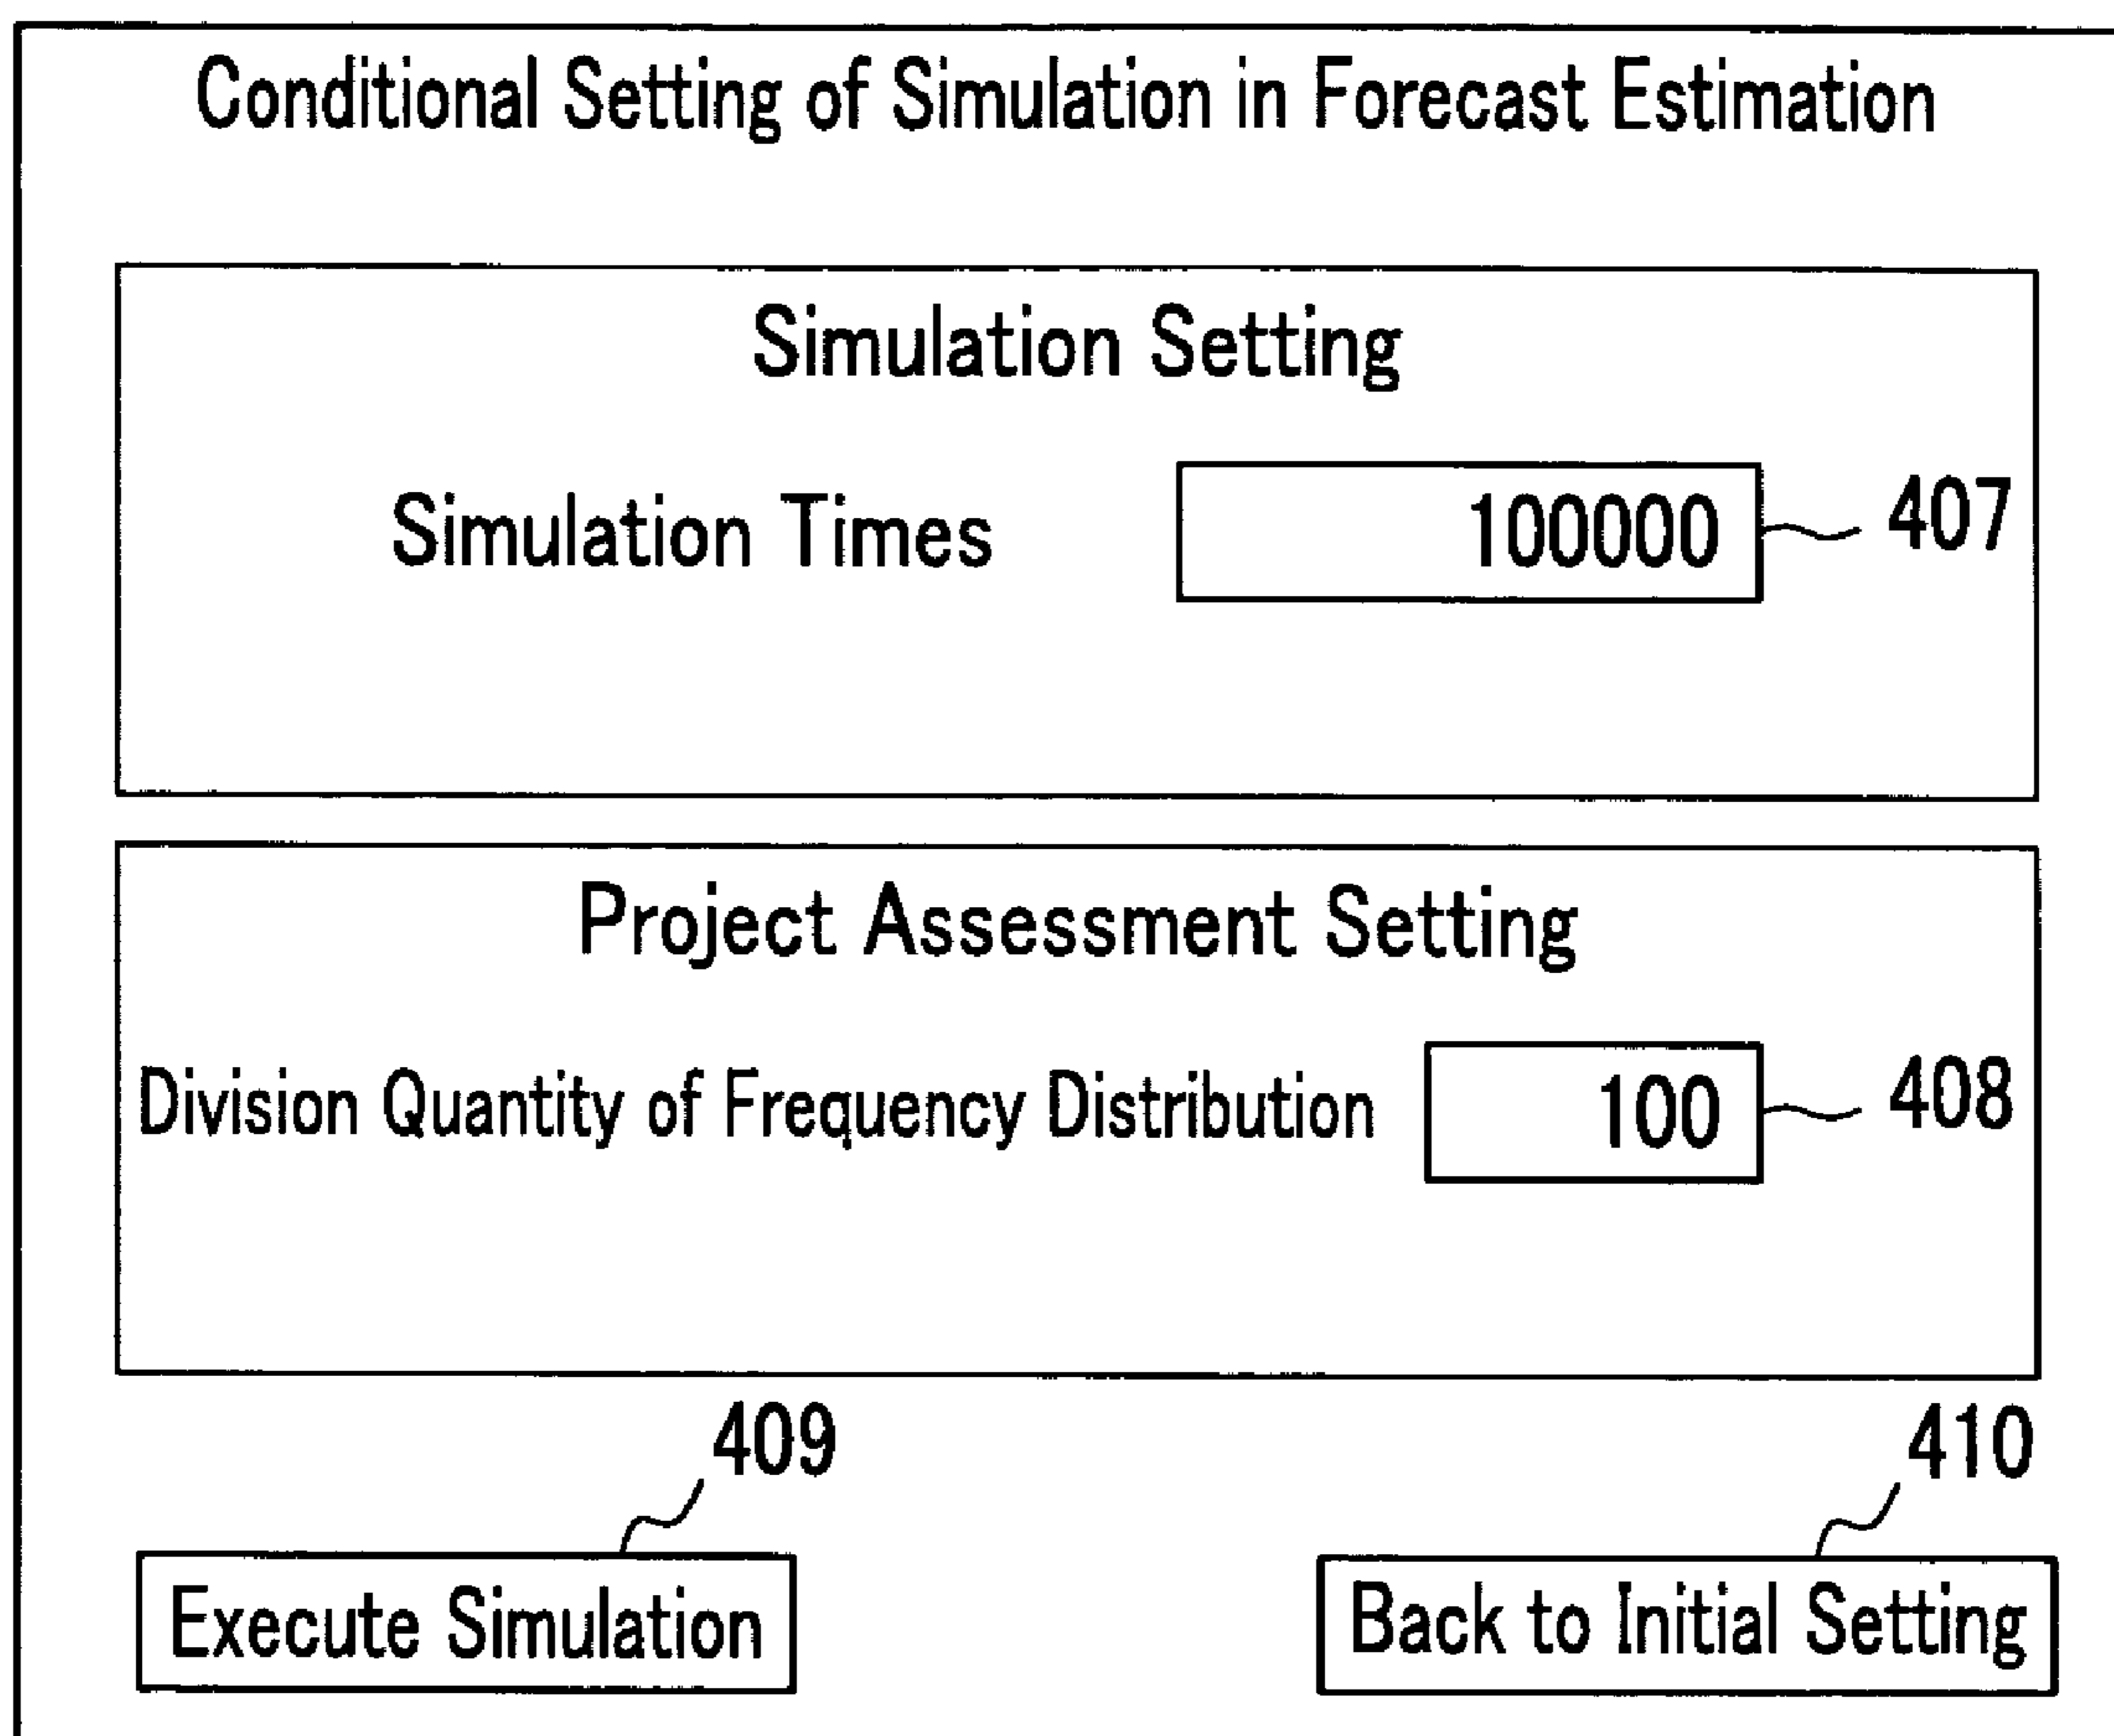 Conditional Setting of Simulation in Forecast Estimation
Simulation Setting
Simulation Times 100000 407
Project Assessment Setting
Division Quantity of Frequency Distribution 100 408
409 410
Execute Simulation Back to Initial Setting